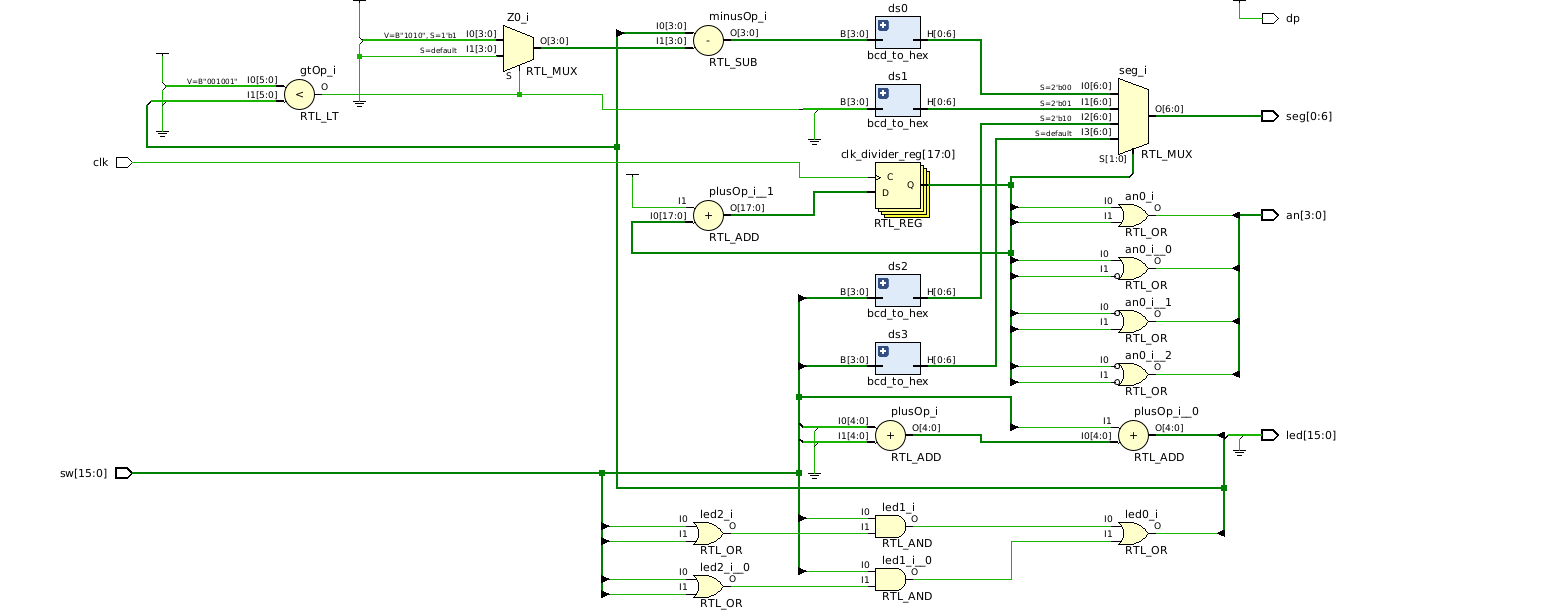 ds0
Z0_i
minusOp_i
dp
I0[3:0]
V=B"1010", S=1'b1
I0[3:0]
O[3:0]
B[3:0]
H[0:6]
O[3:0]
I1[3:0]
S=default
I1[3:0]
-
bcd_to_hex
RTL_SUB
S
RTL_MUX
gtOp_i
ds1
seg_i
V=B"001001"
I0[5:0]
O
I1[5:0]
<
RTL_LT
S=2'b00
I0[6:0]
B[3:0]
H[0:6]
S=2'b01
I1[6:0]
O[6:0]
seg[0:6]
bcd_to_hex
S=2'b10
I2[6:0]
S=default
I3[6:0]
S[1:0]
RTL_MUX
clk
clk_divider_reg[17:0]
C
Q
D
RTL_REG
plusOp_i__1
I1
O[17:0]
I0[17:0]
+
RTL_ADD
an0_i
I0
O
I1
RTL_OR
an[3:0]
an0_i__0
I0
O
I1
RTL_OR
ds2
B[3:0]
H[0:6]
bcd_to_hex
an0_i__1
I0
O
I1
RTL_OR
ds3
B[3:0]
H[0:6]
bcd_to_hex
an0_i__2
I0
O
I1
RTL_OR
plusOp_i
I0[4:0]
O[4:0]
I1[4:0]
+
RTL_ADD
plusOp_i__0
I1
O[4:0]
I0[4:0]
+
RTL_ADD
led[15:0]
sw[15:0]
led2_i
I0
O
I1
RTL_OR
led1_i
I0
O
I1
RTL_AND
led0_i
I0
O
I1
RTL_OR
led2_i__0
I0
O
I1
RTL_OR
led1_i__0
I0
O
I1
RTL_AND